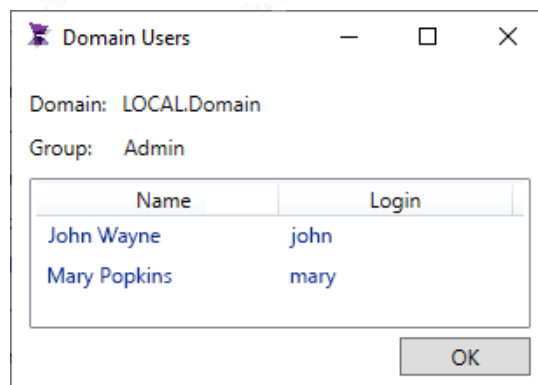 Domain Users
Domain: LOCAL.Domain
Group: Admin
Name Login
John Wayne john
Mary Popkins mary
OK